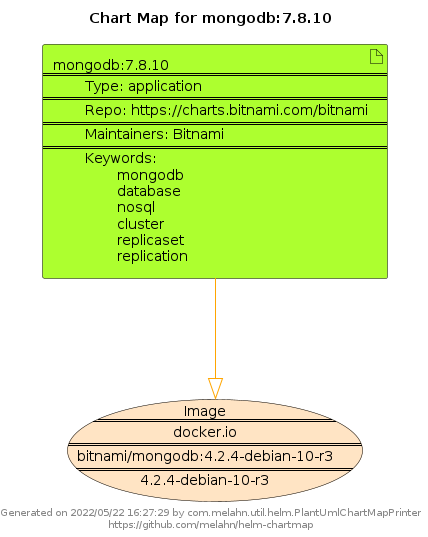 Chart Map for mongodb:7.8.10
mongodb:7.8.10
Type: application
Repo: https://charts.bitnami.com/bitnami
Maintainers: Bitnami
Keywords:
mongodb
database
nosql
cluster
replicaset
replication
Image
docker.io
bitnami/mongodb:4.2.4-debian-10-r3
4.2.4-debian-10-r3
Generated on 2022/05/22 16:27:29 by com.melahn.util.helm.PlantUmlChartMapPrinter
https://github.com/melahn/helm-chartmap